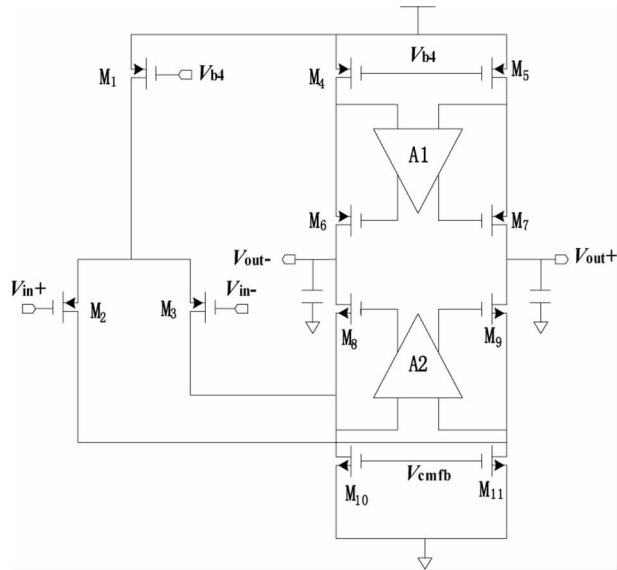 M1
Vb4
M4
Vb4
M5
A1
M6
M7
Vout-
Vout+
Vin+
M2
M3
Vin-
M8
A2
M9
M10
Vcmfb
M11